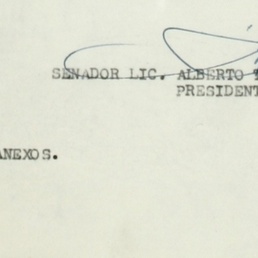 SENADOR LIC. ALBERTO
PRESIDENT
ANEXOS.